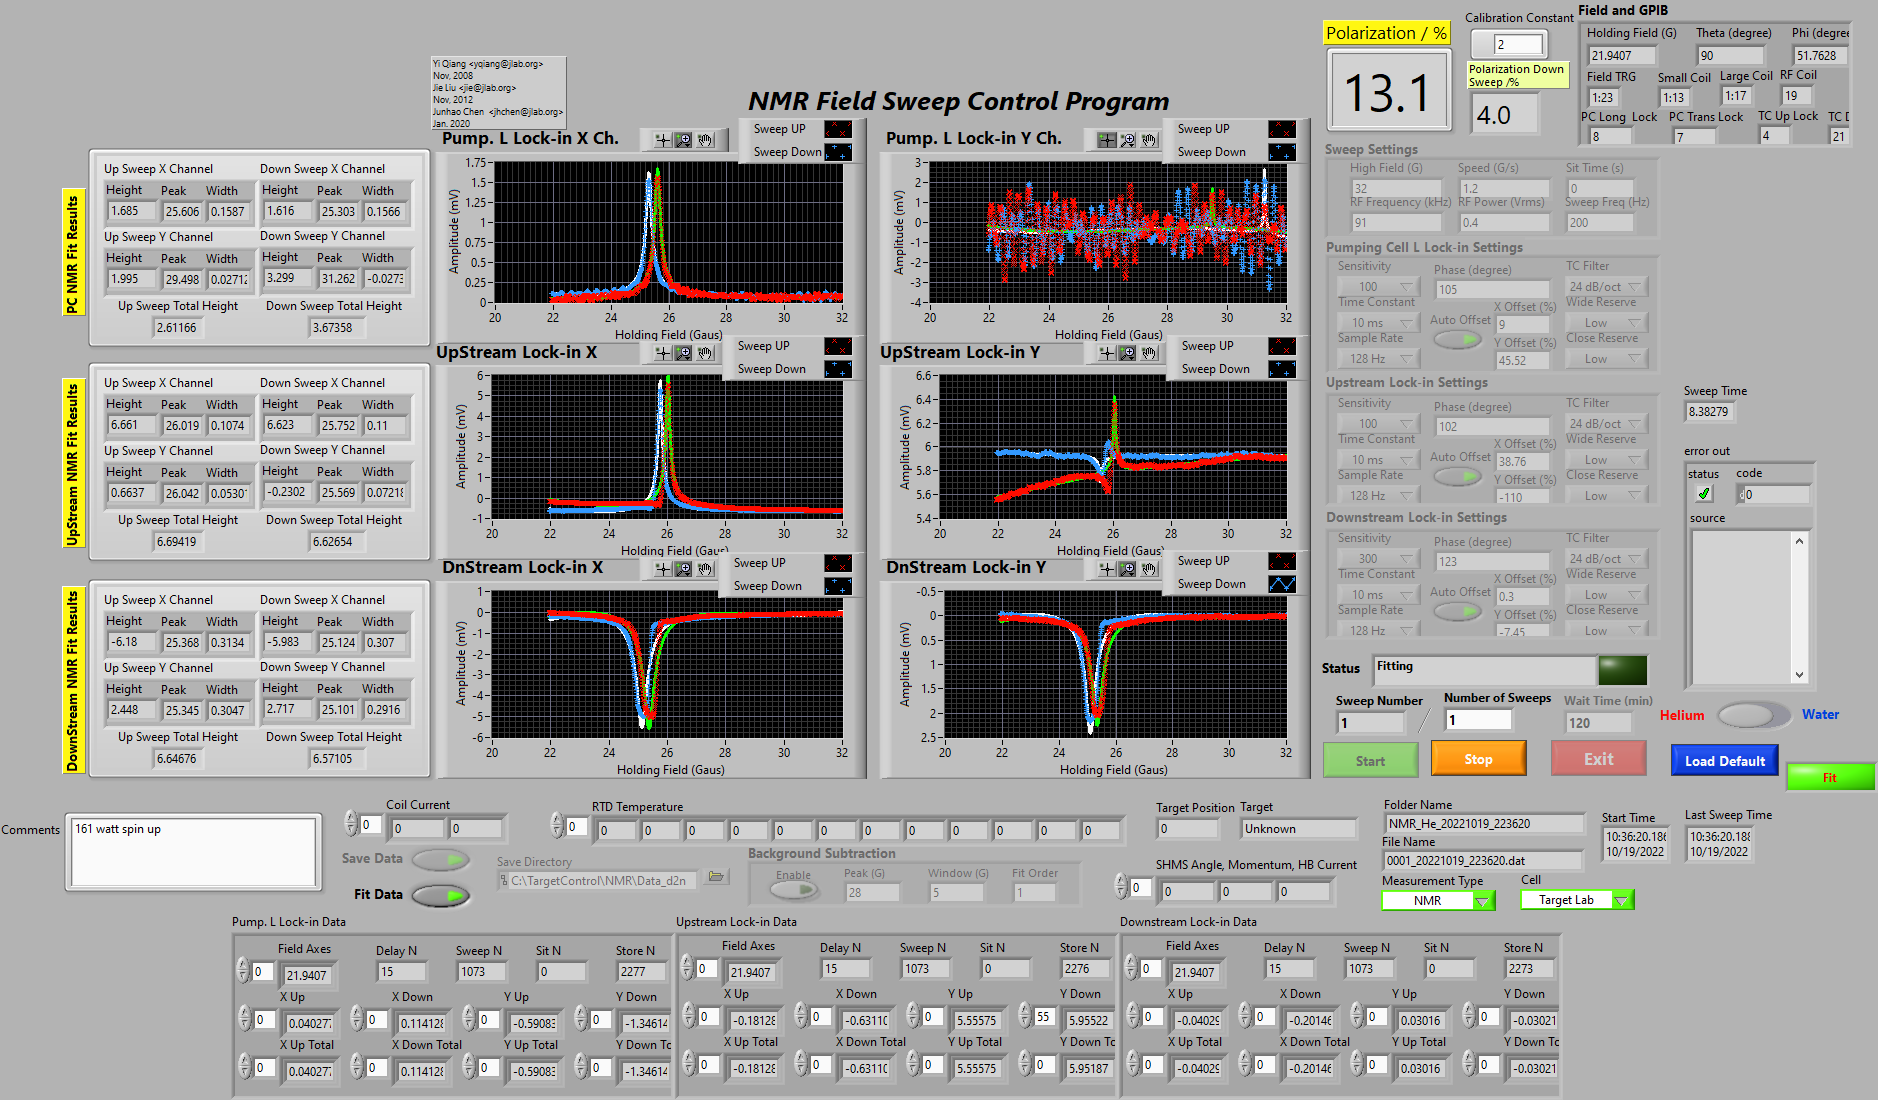 Yi Qiang <yqiang@jlab.org>
Nov, 2008
Jie Liu <jie@jlab.org>
Nov, 2012
Junhao Chen <jhchen@jlab.org>
Jan. 2020
NMR Field Sweep Control Program
Polarization / %
13.1
Calibration Constant
2
Polarization Down
Sweep /%
4.0
Field and GPIB
Holding Field (G) Theta (degree) Phi (degree
21.9407 90 51.7628
Field TRG Small Coil Large Coil RF Coil
1:23 1:13 1:17 19
PC Long Lock PC Trans Lock TC Up Lock TC D
8 7 4 21
PC NMR Fit Results
Up Sweep X Channel Down Sweep X Channel
Height Peak Width Height Peak Width
1.685 25.606 0.1587 1.616 25.303 0.1566
Up Sweep Y Channel Down Sweep Y Channel
Height Peak Width Height Peak Width
1.995 29.498 0.02712 3.299 31.262 -0.0273
Up Sweep Total Height Down Sweep Total Height
2.61166 3.67358
Pump. L Lock-in X Ch.
Sweep UP
Sweep Down
Amplitude (mV)
1.75
1.5
1.25
1
0.75
0.5
0.25
0
20 22 24 26 28 30 32
Holding Field (Gaus)
Pump. L Lock-in Y Ch.
Sweep UP
Sweep Down
Amplitude (mV)
3
2
1
0
-1
-2
-3
-4
20 22 24 26 28 30 32
Holding Field (Gaus)
UpStream NMR Fit Results
Up Sweep X Channel Down Sweep X Channel
Height Peak Width Height Peak Width
6.661 26.019 0.1074 6.623 25.752 0.11
Up Sweep Y Channel Down Sweep Y Channel
Height Peak Width Height Peak Width
0.6637 26.042 0.0530 -0.2302 25.569 0.07218
Up Sweep Total Height Down Sweep Total Height
6.69419 6.62654
UpStream Lock-in X
Sweep UP
Sweep Down
Amplitude (mV)
6
5
4
3
2
1
0
-1
20 22 24 26 28 30 32
Holding Field (Gaus)
UpStream Lock-in Y
Sweep UP
Sweep Down
Amplitude (mV)
6.6
6.4
6.2
6
5.8
5.6
5.4
20 22 24 26 28 30 32
Holding Field (Gaus)
DownStream NMR Fit Results
Up Sweep X Channel Down Sweep X Channel
Height Peak Width Height Peak Width
-6.18 25.368 0.3134 -5.983 25.124 0.307
Up Sweep Y Channel Down Sweep Y Channel
Height Peak Width Height Peak Width
2.448 25.345 0.3047 2.717 25.101 0.2916
Up Sweep Total Height Down Sweep Total Height
6.64676 6.57105
DnStream Lock-in X
Sweep UP
Sweep Down
Amplitude (mV)
1
0
-1
-2
-3
-4
-5
-6
20 22 24 26 28 30 32
Holding Field (Gaus)
DnStream Lock-in Y
Sweep UP
Sweep Down
Amplitude (mV)
-0.5
0
0.5
1
1.5
2
2.5
20 22 24 26 28 30 32
Holding Field (Gaus)
Sweep Settings
High Field (G) Speed (G/s) Sit Time (s)
32 1.2 0
RF Frequency (kHz) RF Power (Vrms) Sweep Freq (Hz)
91 0.4 200
Pumping Cell L Lock-in Settings
Sensitivity Phase (degree) TC Filter
100 105 24 dB/oct
Time Constant X Offset (%) Wide Reserve
10 ms Auto Offset 9 Low
Sample Rate Y Offset (%) Close Reserve
128 Hz 45.52 Low
Upstream Lock-in Settings
Sensitivity Phase (degree) TC Filter
100 102 24 dB/oct
Time Constant X Offset (%) Wide Reserve
10 ms Auto Offset 38.76 Low
Sample Rate Y Offset (%) Close Reserve
128 Hz -110 Low
Downstream Lock-in Settings
Sensitivity Phase (degree) TC Filter
300 123 24 dB/oct
Time Constant X Offset (%) Wide Reserve
10 ms Auto Offset 0.3 Low
Sample Rate Y Offset (%) Close Reserve
128 Hz -7.45 Low
Sweep Time
8.38279
error out
status code
0
source
Status Fitting
Sweep Number Number of Sweeps Wait Time (min)
1 / 1 120
Helium Water
Start Stop Exit Load Default Fit
Comments
161 watt spin up
Coil Current
0 0 0
Save Data
Fit Data
RTD Temperature
0 0 0 0 0 0 0 0 0 0 0 0 0
Save Directory
C:\TargetControl\NMR\Data_d2n
Background Subtraction
Enable Peak (G) Window (G) Fit Order
28 5 1
Target Position Target
0 Unknown
SHMS Angle, Momentum, HB Current
0 0 0 0
Folder Name
NMR_He_20221019_223620
File Name
0001_20221019_223620.dat
Measurement Type Cell
NMR Target Lab
Start Time Last Sweep Time
10:36:20.186 10:36:20.188
10/19/2022 10/19/2022
Pump. L Lock-in Data
Field Axes Delay N Sweep N Sit N Store N
0 21.9407 15 1073 0 2277
X Up X Down Y Up Y Down
0 0.04027 0 0.114128 0 -0.59083 0 -1.34614
X Up Total X Down Total Y Up Total Y Down To
0 0.04027 0 0.114128 0 -0.59083 0 -1.34614
Upstream Lock-in Data
Field Axes Delay N Sweep N Sit N Store N
0 21.9407 15 1073 0 2276
X Up X Down Y Up Y Down
0 -0.18128 0 -0.63110 0 5.55575 55 5.95522
X Up Total X Down Total Y Up Total Y Down To
0 -0.18128 0 -0.63110 0 5.55575 0 5.95187
Downstream Lock-in Data
Field Axes Delay N Sweep N Sit N Store N
0 21.9407 15 1073 0 2273
X Up X Down Y Up Y Down
0 -0.04029 0 -0.20146 0 0.03016 0 -0.03021
X Up Total X Down Total Y Up Total Y Down To
0 -0.04029 0 -0.20146 0 0.03016 0 -0.03021